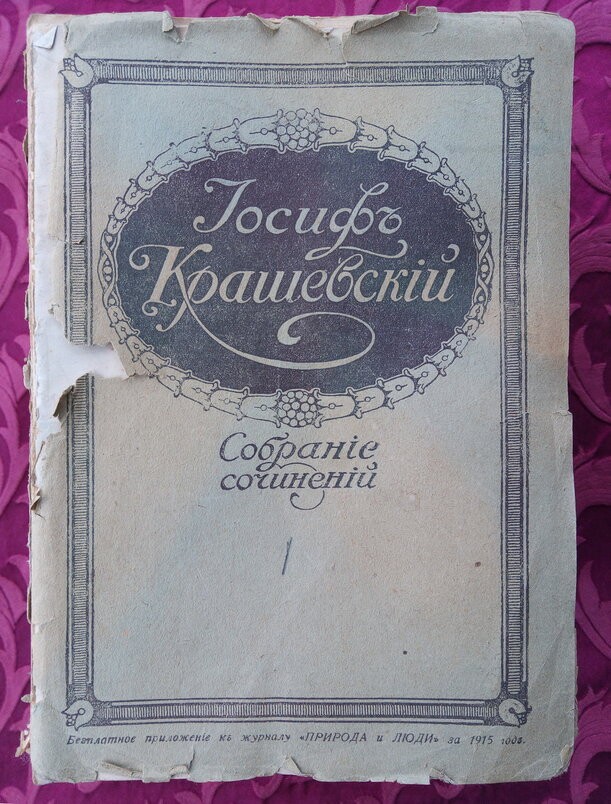 Іосифъ
Крашевскій
Собраніе
сочиненій
1
Безплатное приложеніе къ журналу «ПРИРОДА и ЛЮДИ» за 1915 годъ.